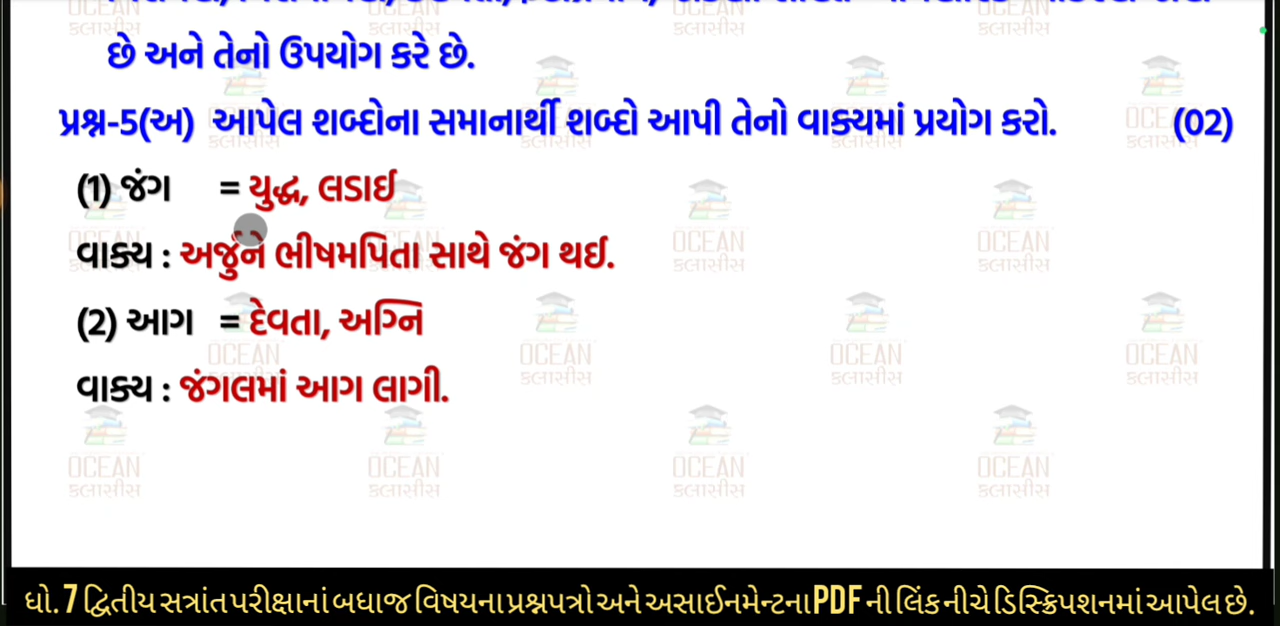 છે અને તેનો ઉપયોગ કરે છે.
પ્રશ્ન-5(અ) આપેલ શબ્દોના સમાનાર્થી શબ્દો આપી તેનો વાક્યમાં પ્રયોગ કરો. (02)
(1) જંગ = યુદ્ધ, લડાઈ
વાક્ય : અર્જુને ભીષમપિતા સાથે જંગ થઈ.
(2) આગ = દેવતા, અગ્નિ
વાક્ય : જંગલમાં આગ લાગી.
OCEAN
કલાસીસ
ધો. 7 દ્વિતીય સત્રાંત પરીક્ષાનાં બધા જ વિષયના પ્રશ્નપત્રો અને અસાઈનમેન્ટના PDF ની લિંક નીચે ડિસ્ક્રિપશનમાં આપેલ છે.